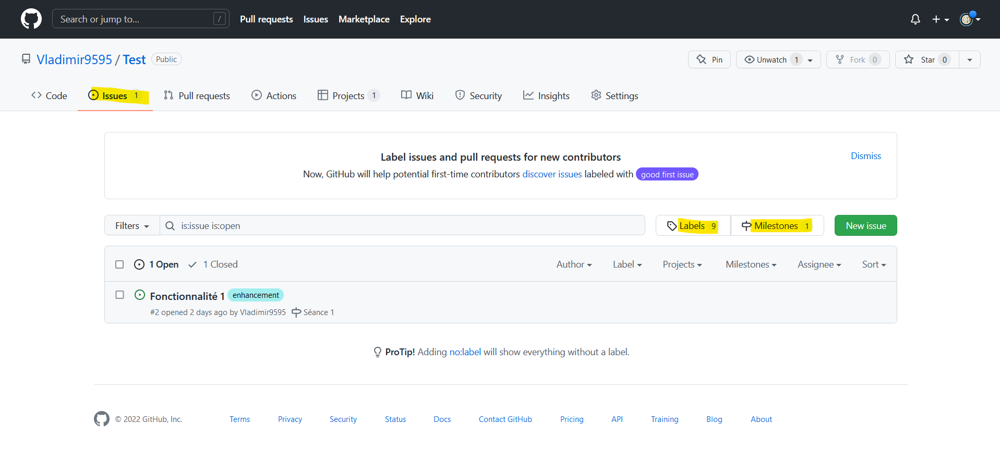 Search or jump to... / Pull requests Issues Marketplace Explore
Vladimir9595 / Test Public Pin Unwatch 1 Fork 0 Star 0
Code Issues 1 Pull requests Actions Projects 1 Wiki Security Insights Settings
Label issues and pull requests for new contributors Dismiss
Now, GitHub will help potential first-time contributors discover issues labeled with good first issue
Filters is:issue is:open Labels 9 Milestones 1 New issue
1 Open 1 Closed Author Label Projects Milestones Assignee Sort
Fonctionnalité 1 enhancement
#2 opened 2 days ago by Vladimir9595 Séance 1
ProTip! Adding no:label will show everything without a label.
© 2022 GitHub, Inc. Terms Privacy Security Status Docs Contact GitHub Pricing API Training Blog About